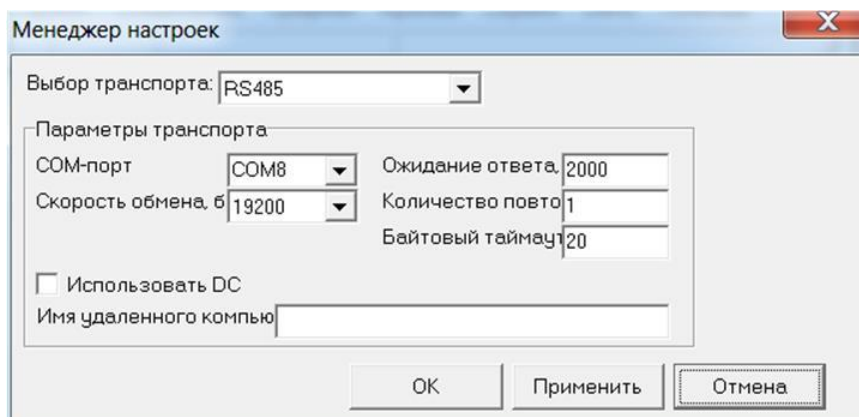 Менеджер настроек
Выбор транспорта: RS485
Параметры транспорта
COM-порт COM8 Ожидание ответа, 2000
Скорость обмена, б 19200 Количество повто 1
Байтовый таймаут 20
Использовать DC
Имя удаленного компью
OK Применить Отмена